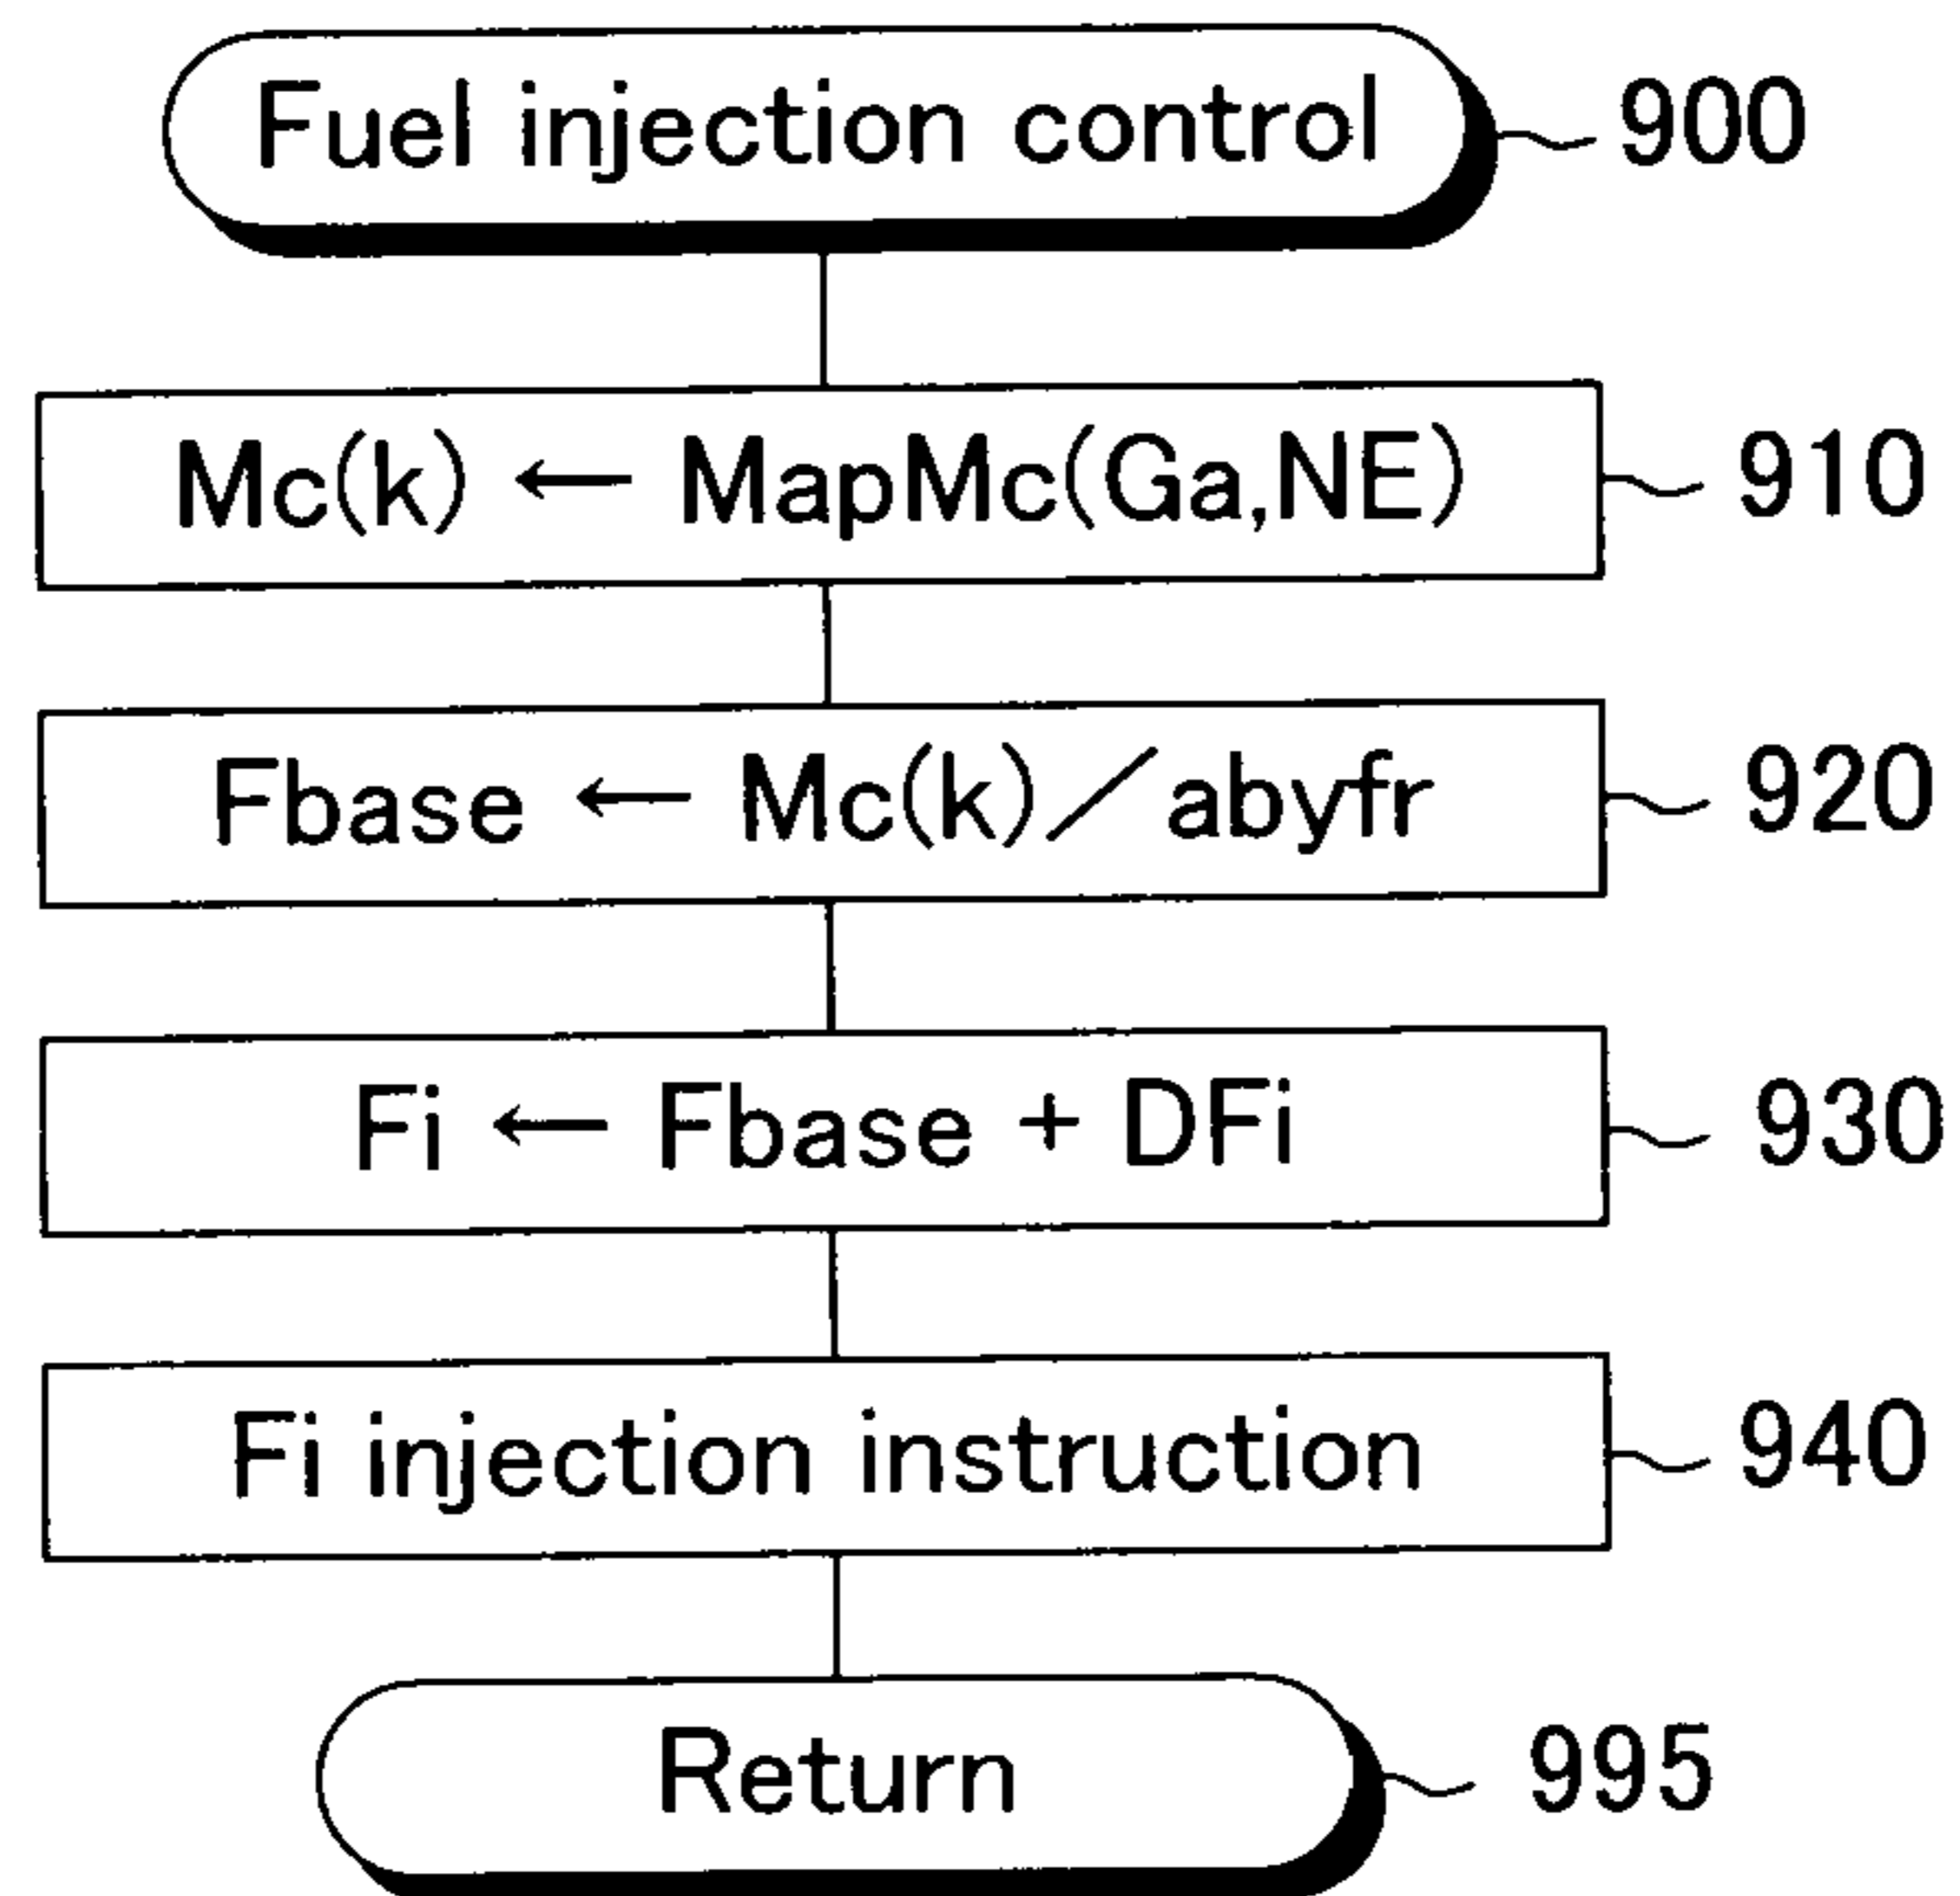 Fuel injection control 900
Mc(k) ← MapMc(Ga,NE) 910
Fbase ← Mc(k)/abyfr 920
Fi ← Fbase + DFi 930
Fi injection instruction 940
Return 995